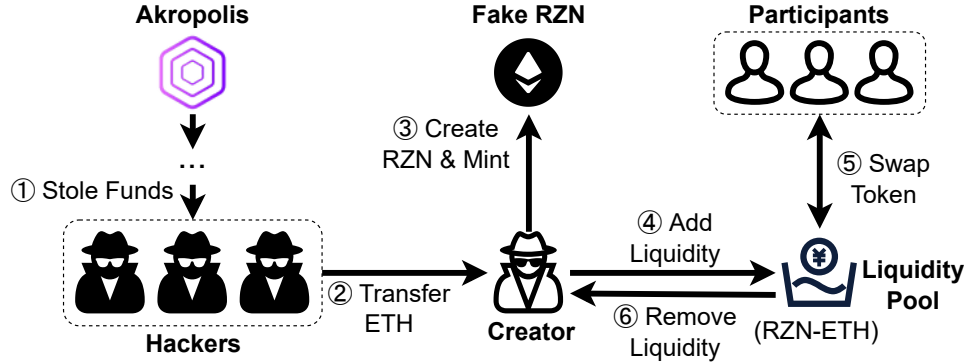 Akropolis
Fake RZN
Participants
...
① Stole Funds
③ Create
RZN & Mint
⑤ Swap
Token
② Transfer
ETH
④ Add
Liquidity
⑥ Remove
Liquidity
¥
Liquidity
Pool
(RZN-ETH)
Hackers
Creator